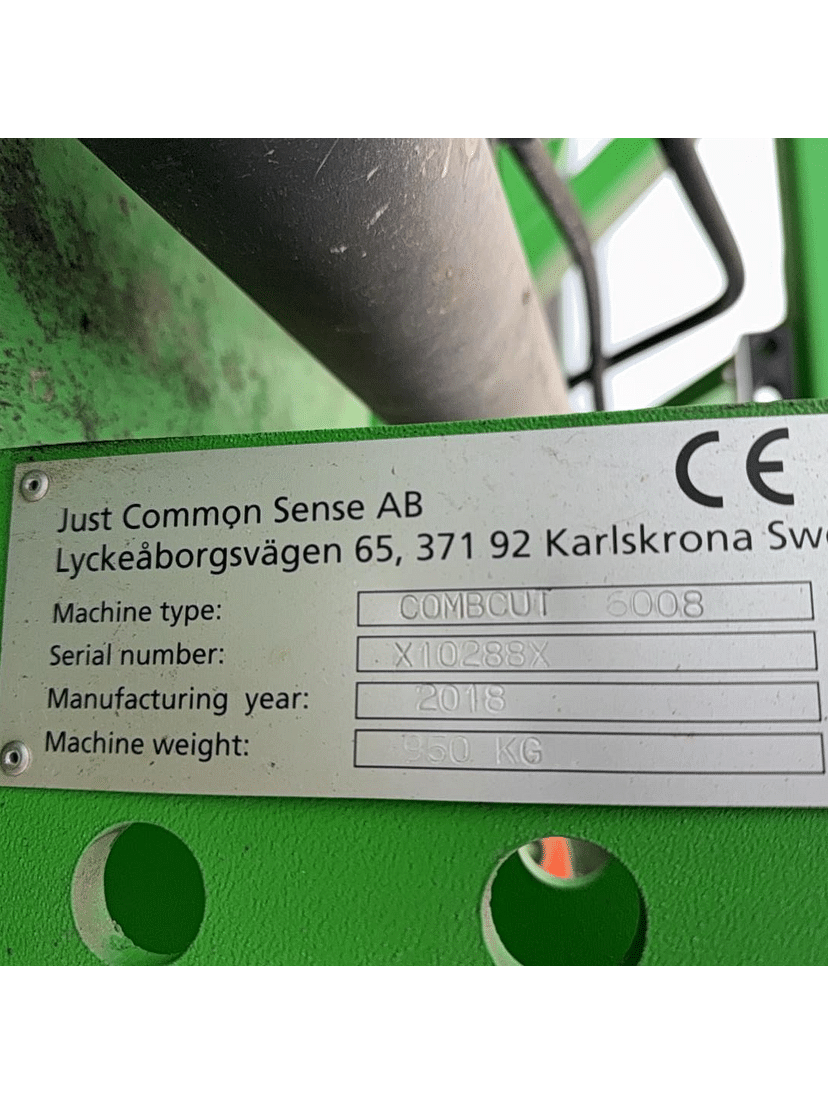 CE
Just Common Sense AB
Lyckeåborgsvägen 65, 371 92 Karlskrona
Machine type: COMBCUT 6008
Serial number: X10288X
Manufacturing year: 2018
Machine weight: KG